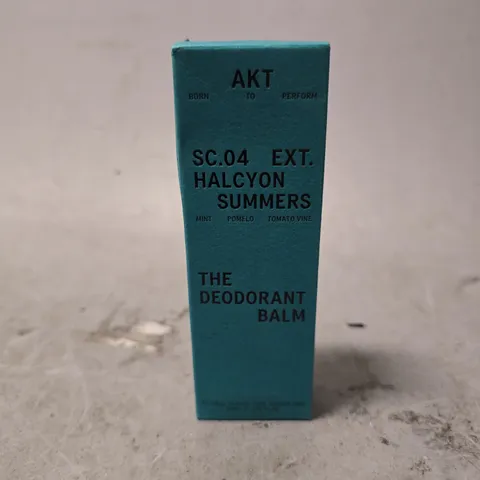 AKT
BORN TO PERFORM
SC.04 EXT.
HALCYON
SUMMERS
MINT POMELO TOMATO VINE
THE
DEODORANT
BALM